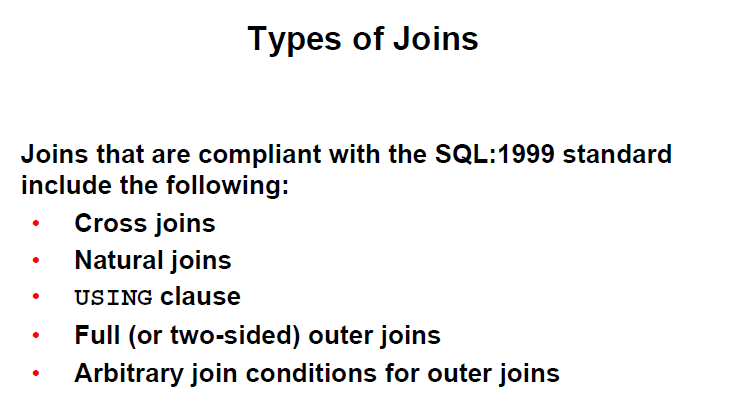 Types of Joins
Joins that are compliant with the SQL:1999 standard
include the following:
• Cross joins
• Natural joins
• USING clause
• Full (or two-sided) outer joins
• Arbitrary join conditions for outer joins